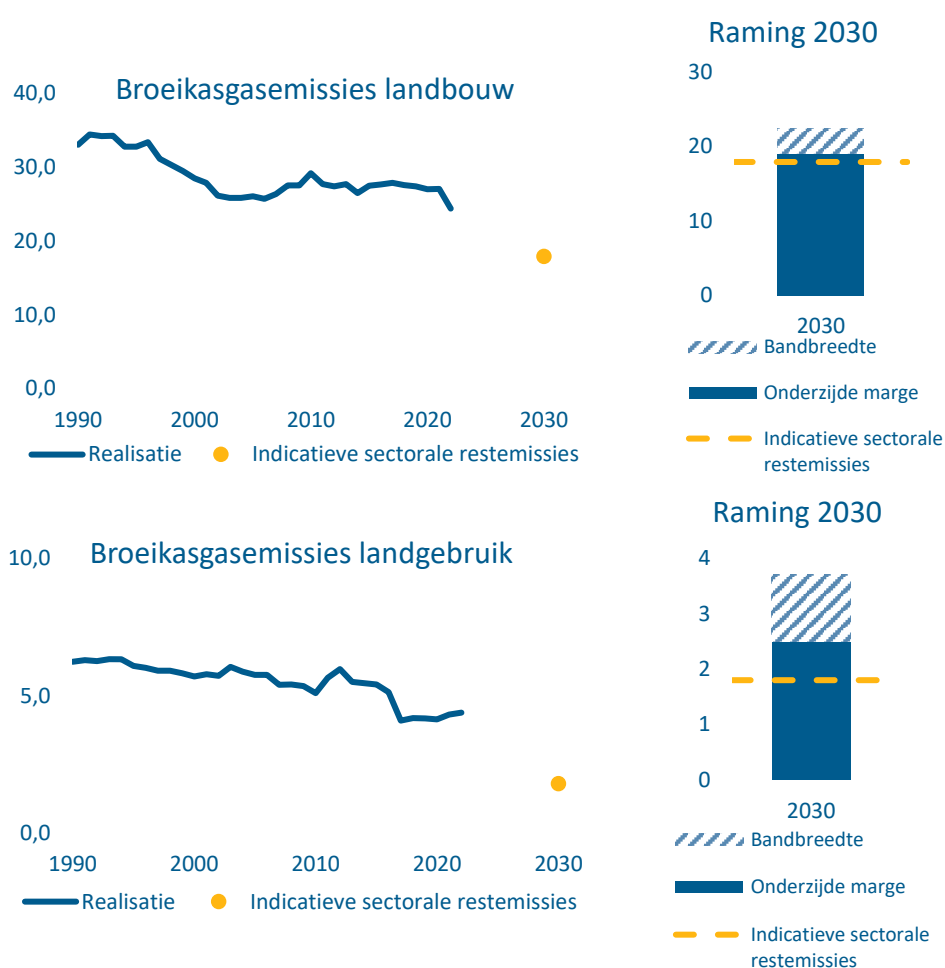 Broeikasgasemissies landbouw
40,0
30,0
20,0
10,0
0,0
1990 2000 2010 2020 2030
Realisatie Indicatieve sectorale restemissies
Raming 2030
30
20
10
0
2030
Bandbreedte
Onderzijde marge
Indicatieve sectorale
restemissies
Broeikasgasemissies landgebruik
10,0
5,0
0,0
1990 2000 2010 2020 2030
Realisatie Indicatieve sectorale restemissies
Raming 2030
4
3
2
1
0
2030
Bandbreedte
Onderzijde marge
Indicatieve sectorale
restemissies